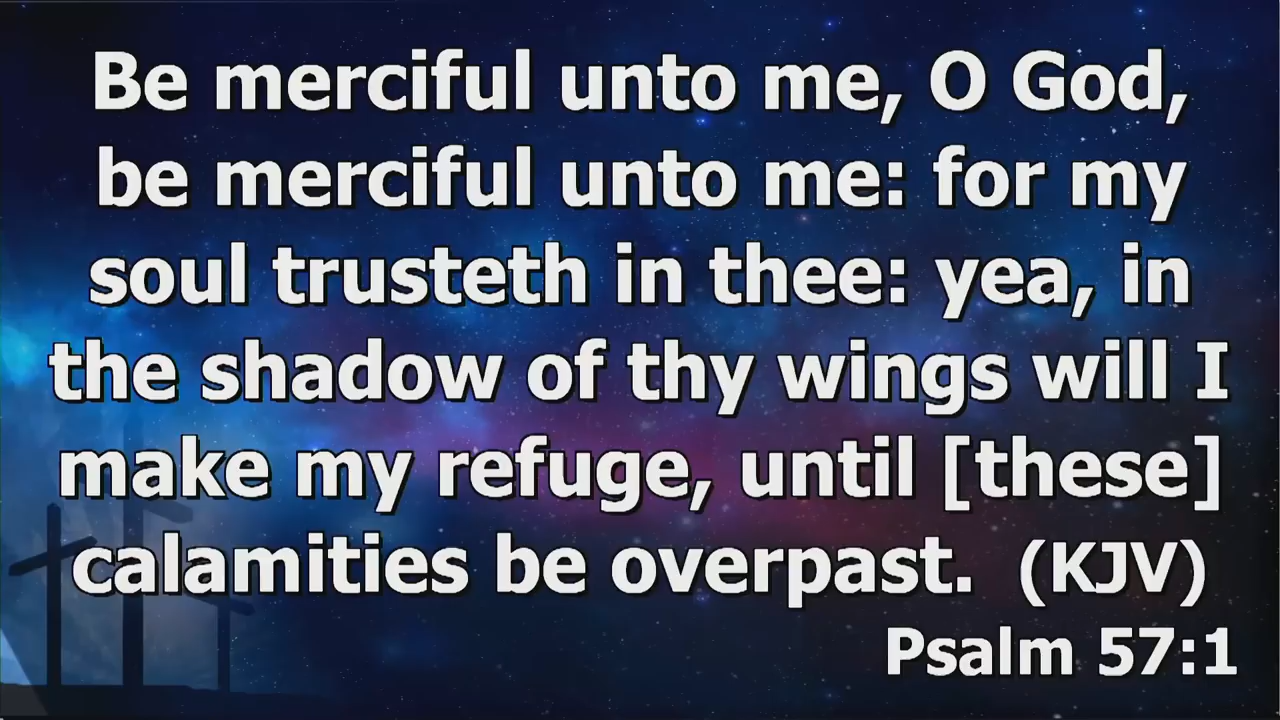 Be merciful unto me, O God,
be merciful unto me: for my
soul trusteth in thee: yea, in
the shadow of thy wings will I
make my refuge, until [these]
calamities be overpast. (KJV)
Psalm 57:1